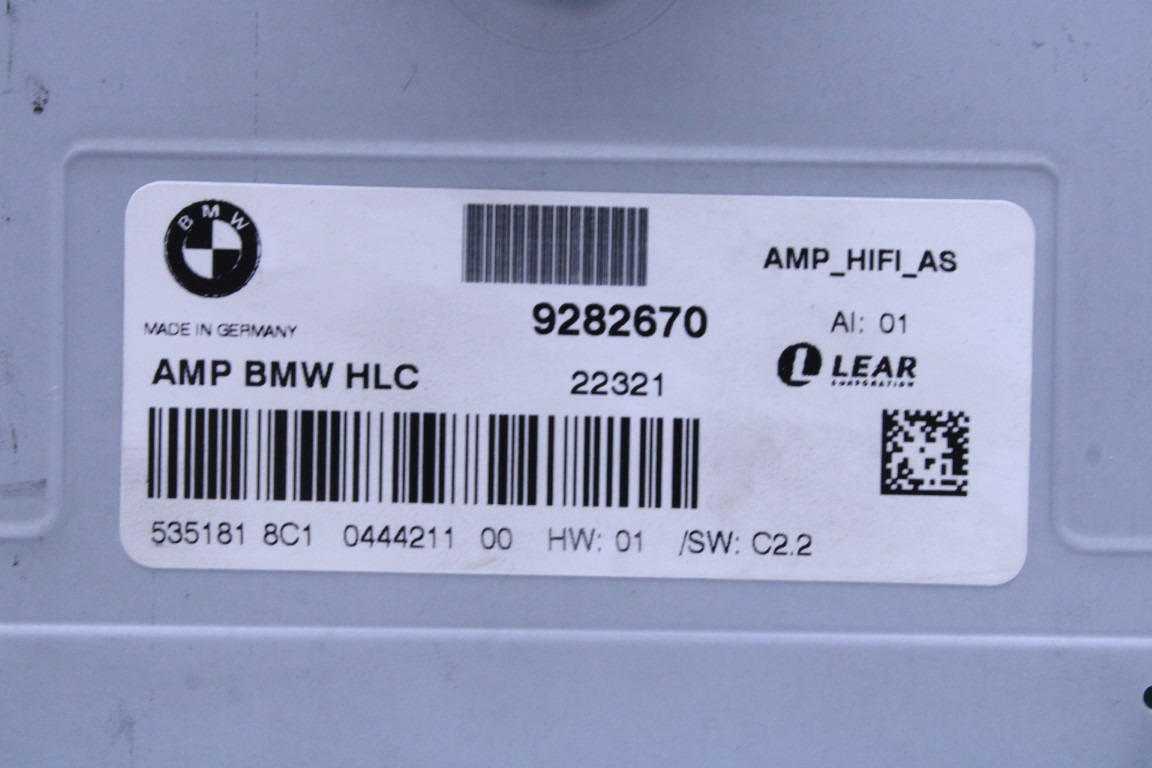 BMW
AMP_HIFI_AS
9282670
AI: 01
MADE IN GERMANY
AMP BMW HLC
22321
LEAR
CORPORATION
535181 8C1 0444211 00 HW: 01 /SW: C2.2